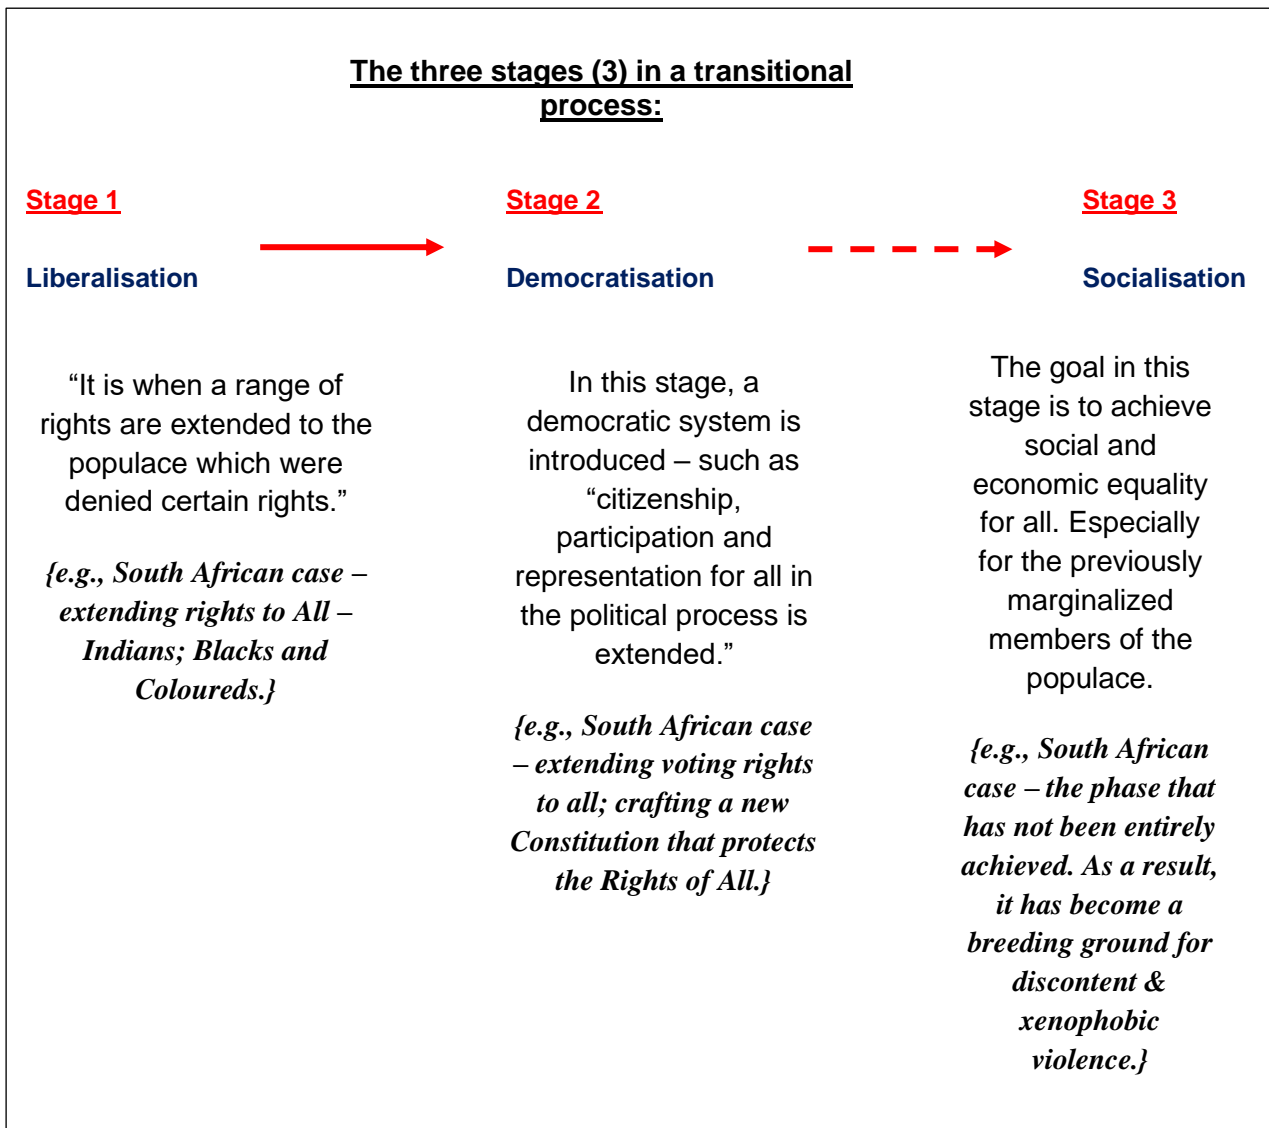 The three stages (3) in a transitional
process:
Stage 1
Liberalisation
“It is when a range of
rights are extended to the
populace which were
denied certain rights.”
{e.g., South African case –
extending rights to All –
Indians; Blacks and
Coloureds.}
Stage 2
Democratisation
In this stage, a
democratic system is
introduced – such as
“citizenship,
participation and
representation for all in
the political process is
extended.”
{e.g., South African case
– extending voting rights
to all; crafting a new
Constitution that protects
the Rights of All.}
Stage 3
Socialisation
The goal in this
stage is to achieve
social and
economic equality
for all. Especially
for the previously
marginalized
members of the
populace.
{e.g., South African
case – the phase that
has not been entirely
achieved. As a result,
it has become a
breeding ground for
discontent &
xenophobic
violence.}